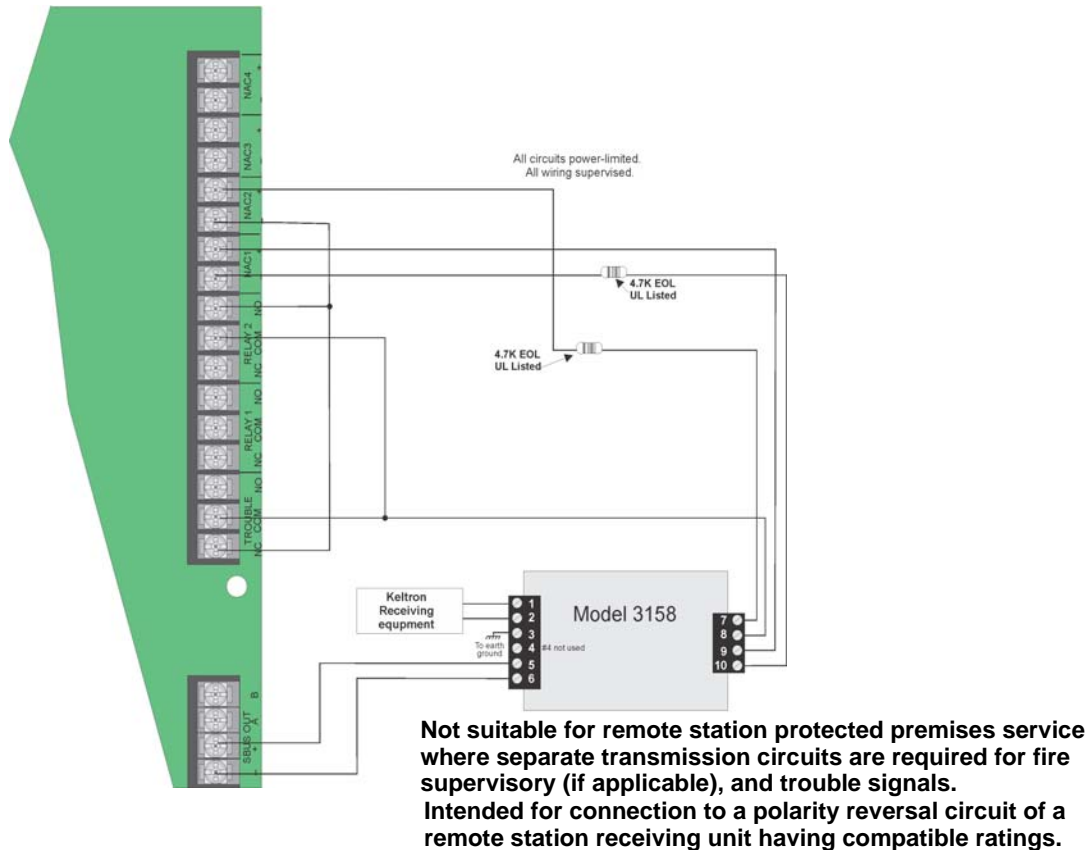 NAC4
+
−
NAC3
+
−
NAC2
+
−
NAC1
+
RELAY 2
NO
COM
NC
RELAY 1
NO
COM
NC
TROUBLE
NO
COM
NC
SBUS OUT
B
A
+
−
All circuits power-limited.
All wiring supervised.
4.7K EOL
UL Listed
4.7K EOL
UL Listed
Keltron
Receiving
equpment
To earth
ground
#4 not used
1
2
3
4
5
6
Model 3158
7
8
9
10
Not suitable for remote station protected premises service
where separate transmission circuits are required for fire
supervisory (if applicable), and trouble signals.
Intended for connection to a polarity reversal circuit of a
remote station receiving unit having compatible ratings.